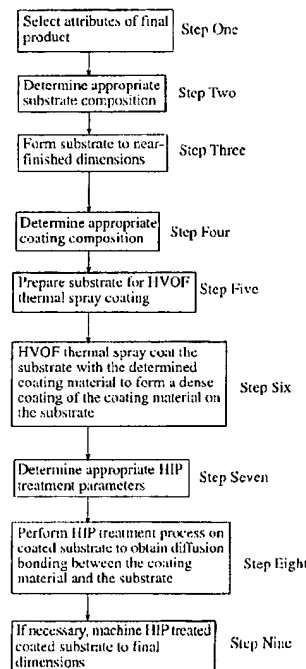 Select attributes of final
product
Step One
Determine appropriate
substrate composition
Step Two
Form substrate to near-
finished dimensions
Step Three
Determine appropriate
coating composition
Step Four
Prepare substrate for HVOF
thermal spray coating
Step Five
HVOF thermal spray coat the
substrate with the determined
coating material to form a dense
coating of the coating material on
the substrate
Step Six
Determine appropriate HIP
treatment parameters
Step Seven
Perform HIP treatment process on
coated substrate to obtain diffusion
bonding between the coating
material and the substrate
Step Eight
If necessary, machine HIP treated
coated substrate to final
dimensions
Step Nine